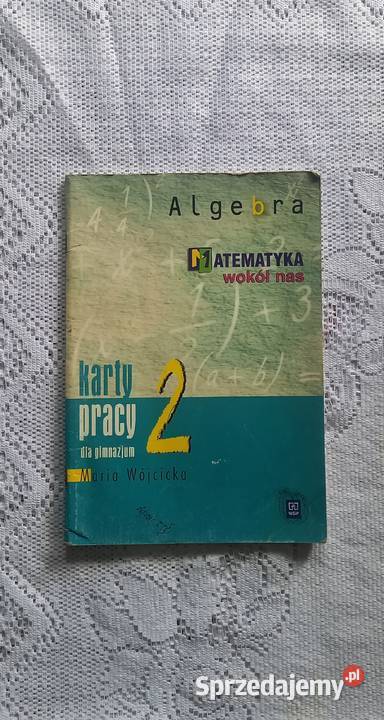 Algebra
MATEMATYKA
wokół nas
karty
pracy 2
dla gimnazjum
Maria Wójcicka
WSiP
Sprzedajemy.pl